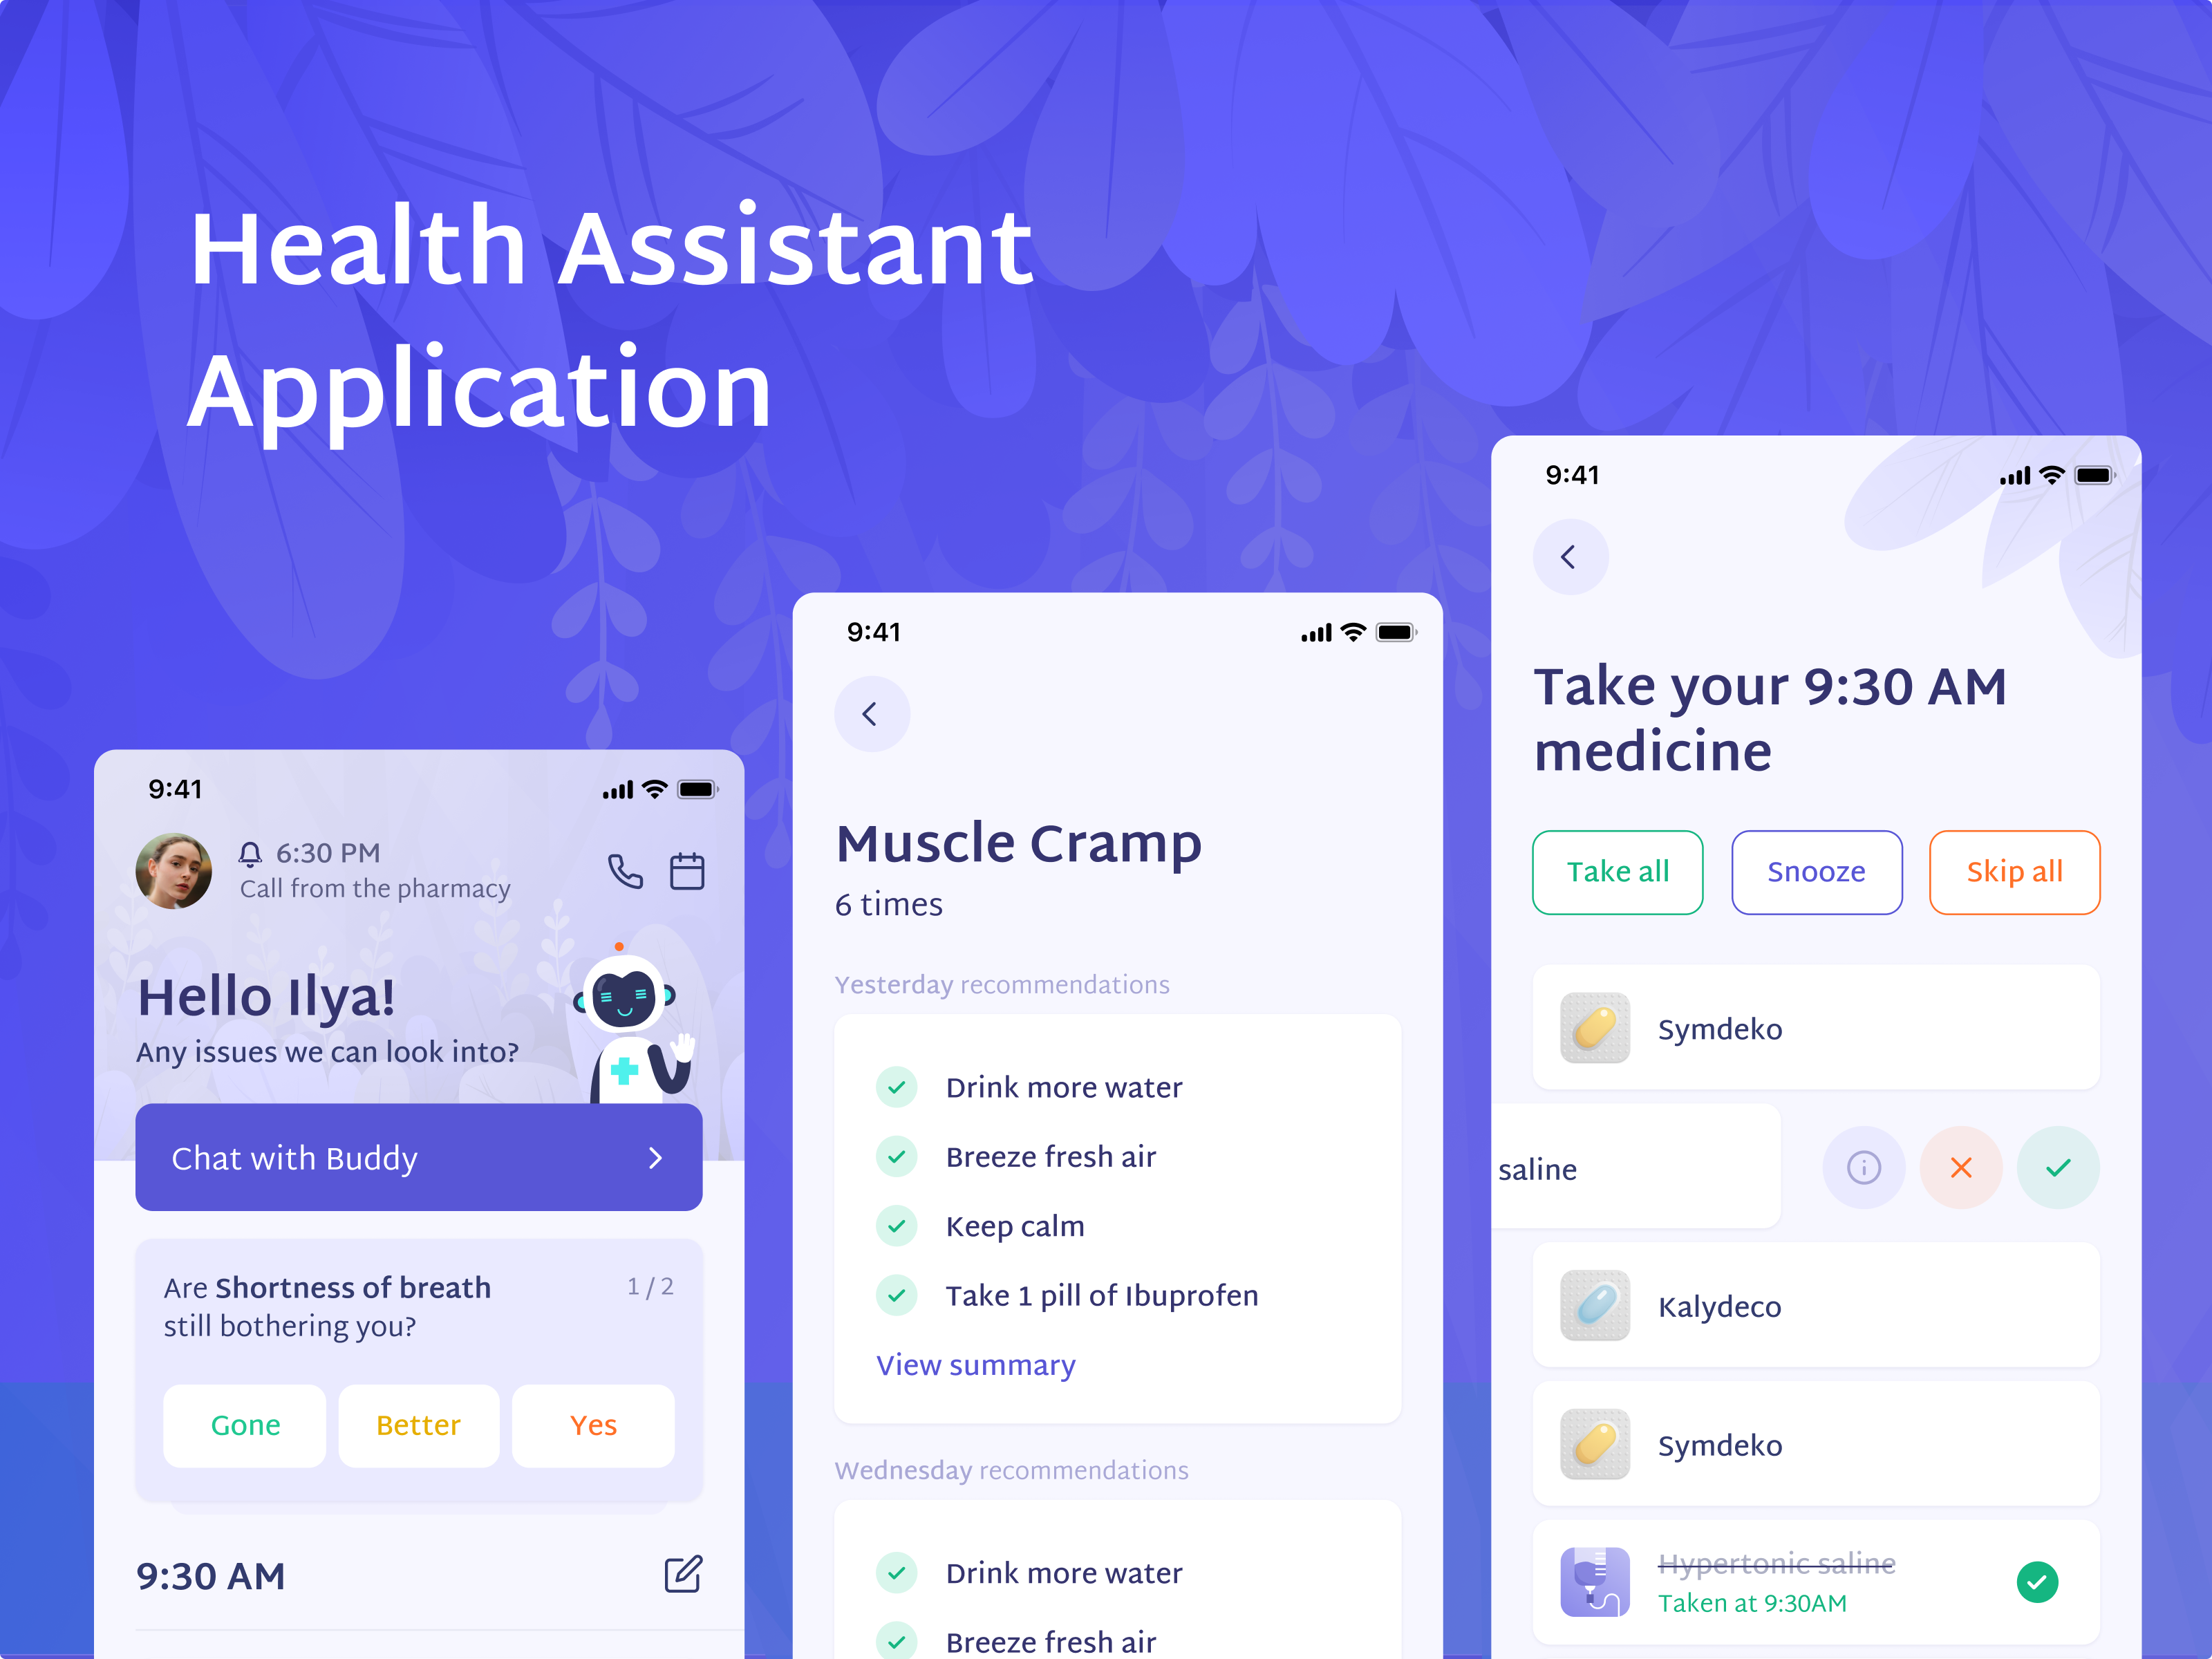 Health Assistant
Application
9:41
6:30 PM
Call from the pharmacy
Hello Ilya!
Any issues we can look into?
Chat with Buddy
Are Shortness of breath
still bothering you?
1 / 2
Gone
Better
Yes
9:30 AM
9:41
Muscle Cramp
6 times
Yesterday recommendations
Drink more water
Breeze fresh air
Keep calm
Take 1 pill of Ibuprofen
View summary
Wednesday recommendations
Drink more water
Breeze fresh air
9:41
Take your 9:30 AM
medicine
Take all
Snooze
Skip all
Symdeko
saline
Kalydeco
Symdeko
Hypertonic saline
Taken at 9:30AM